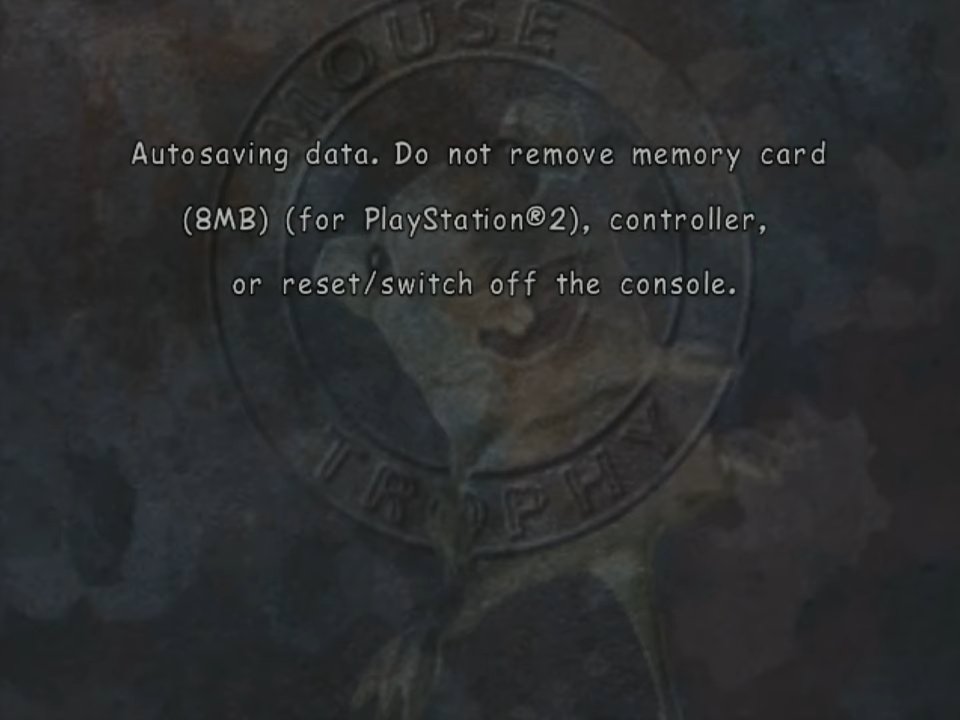 MOUSE
Autosaving data. Do not remove memory card
(8MB) (for PlayStation®2), controller,
or reset/switch off the console.
TROPHY